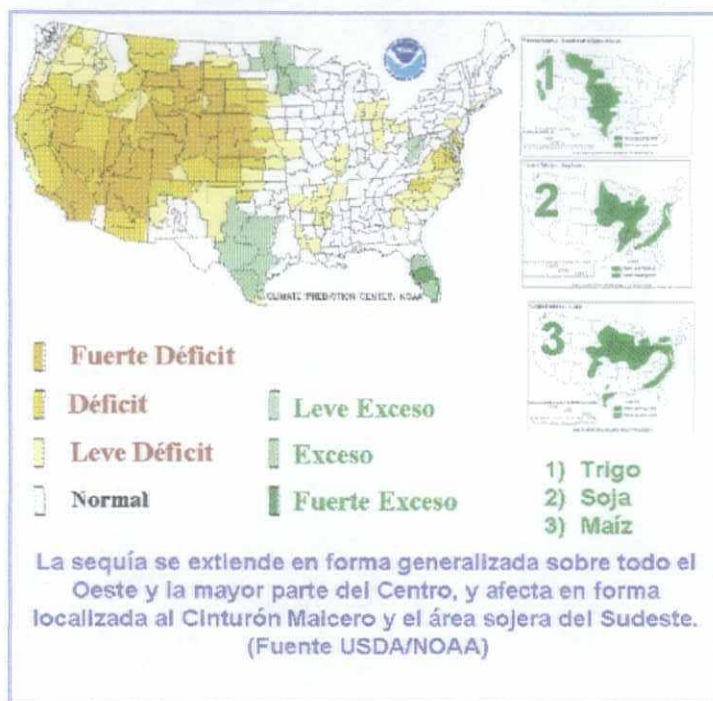 CLIMATE PREDICTION CENTER, NOAA
1
2
3
Fuerte Déficit
Déficit
Leve Déficit
Normal
Leve Exceso
Exceso
Fuerte Exceso
1) Trigo
2) Soja
3) Maíz
La sequía se extiende en forma generalizada sobre todo el
Oeste y la mayor parte del Centro, y afecta en forma
localizada al Cinturón Maicero y el área sojera del Sudeste.
(Fuente USDA/NOAA)